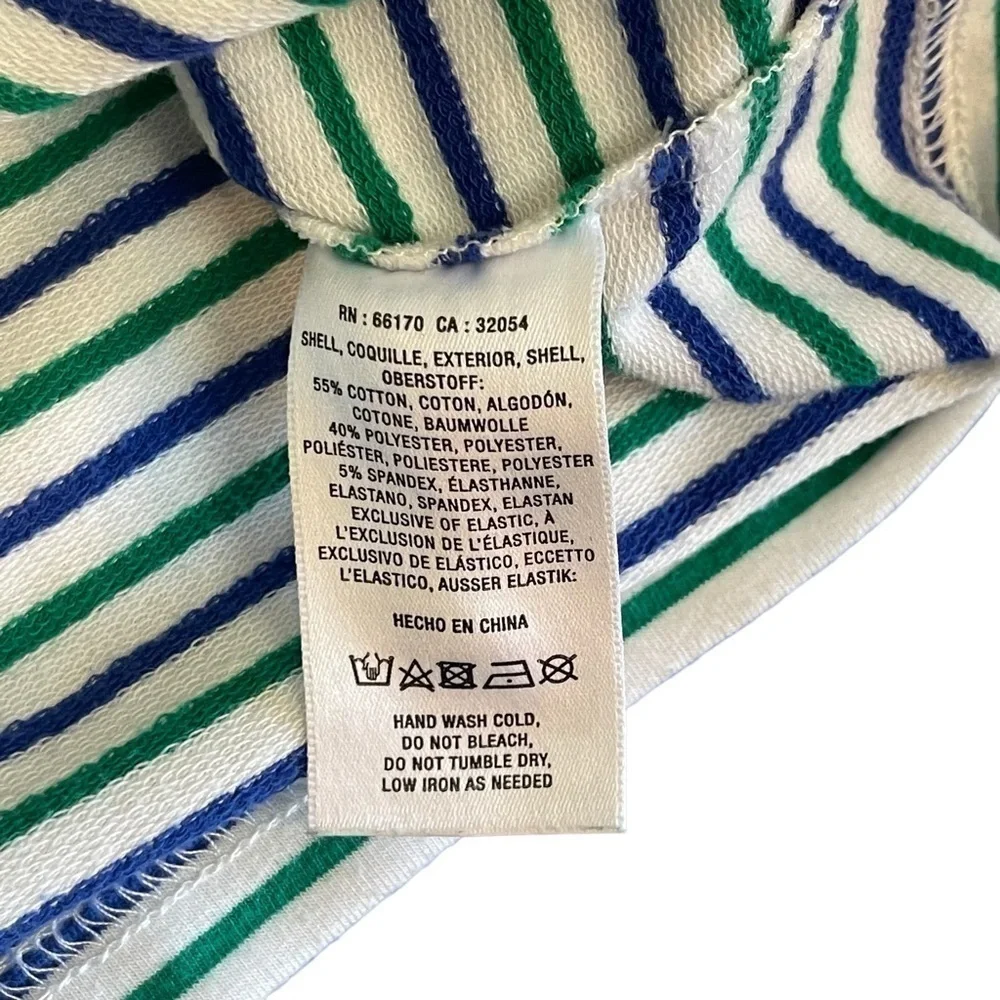 RN : 66170 CA : 32054
SHELL, COQUILLE, EXTERIOR, SHELL,
OBERSTOFF:
55% COTTON, COTON, ALGODÓN,
COTONE, BAUMWOLLE
40% POLYESTER, POLYESTER,
POLIÉSTER, POLIESTERE, POLYESTER
5% SPANDEX, ÉLASTHANNE,
ELASTANO, SPANDEX, ELASTAN
EXCLUSIVE OF ELASTIC, À
L'EXCLUSION DE L'ÉLASTIQUE,
EXCLUSIVO DE ELÁSTICO, ECCETTO
L'ELASTICO, AUSSER ELASTIK:
HECHO EN CHINA
HAND WASH COLD,
DO NOT BLEACH,
DO NOT TUMBLE DRY,
LOW IRON AS NEEDED